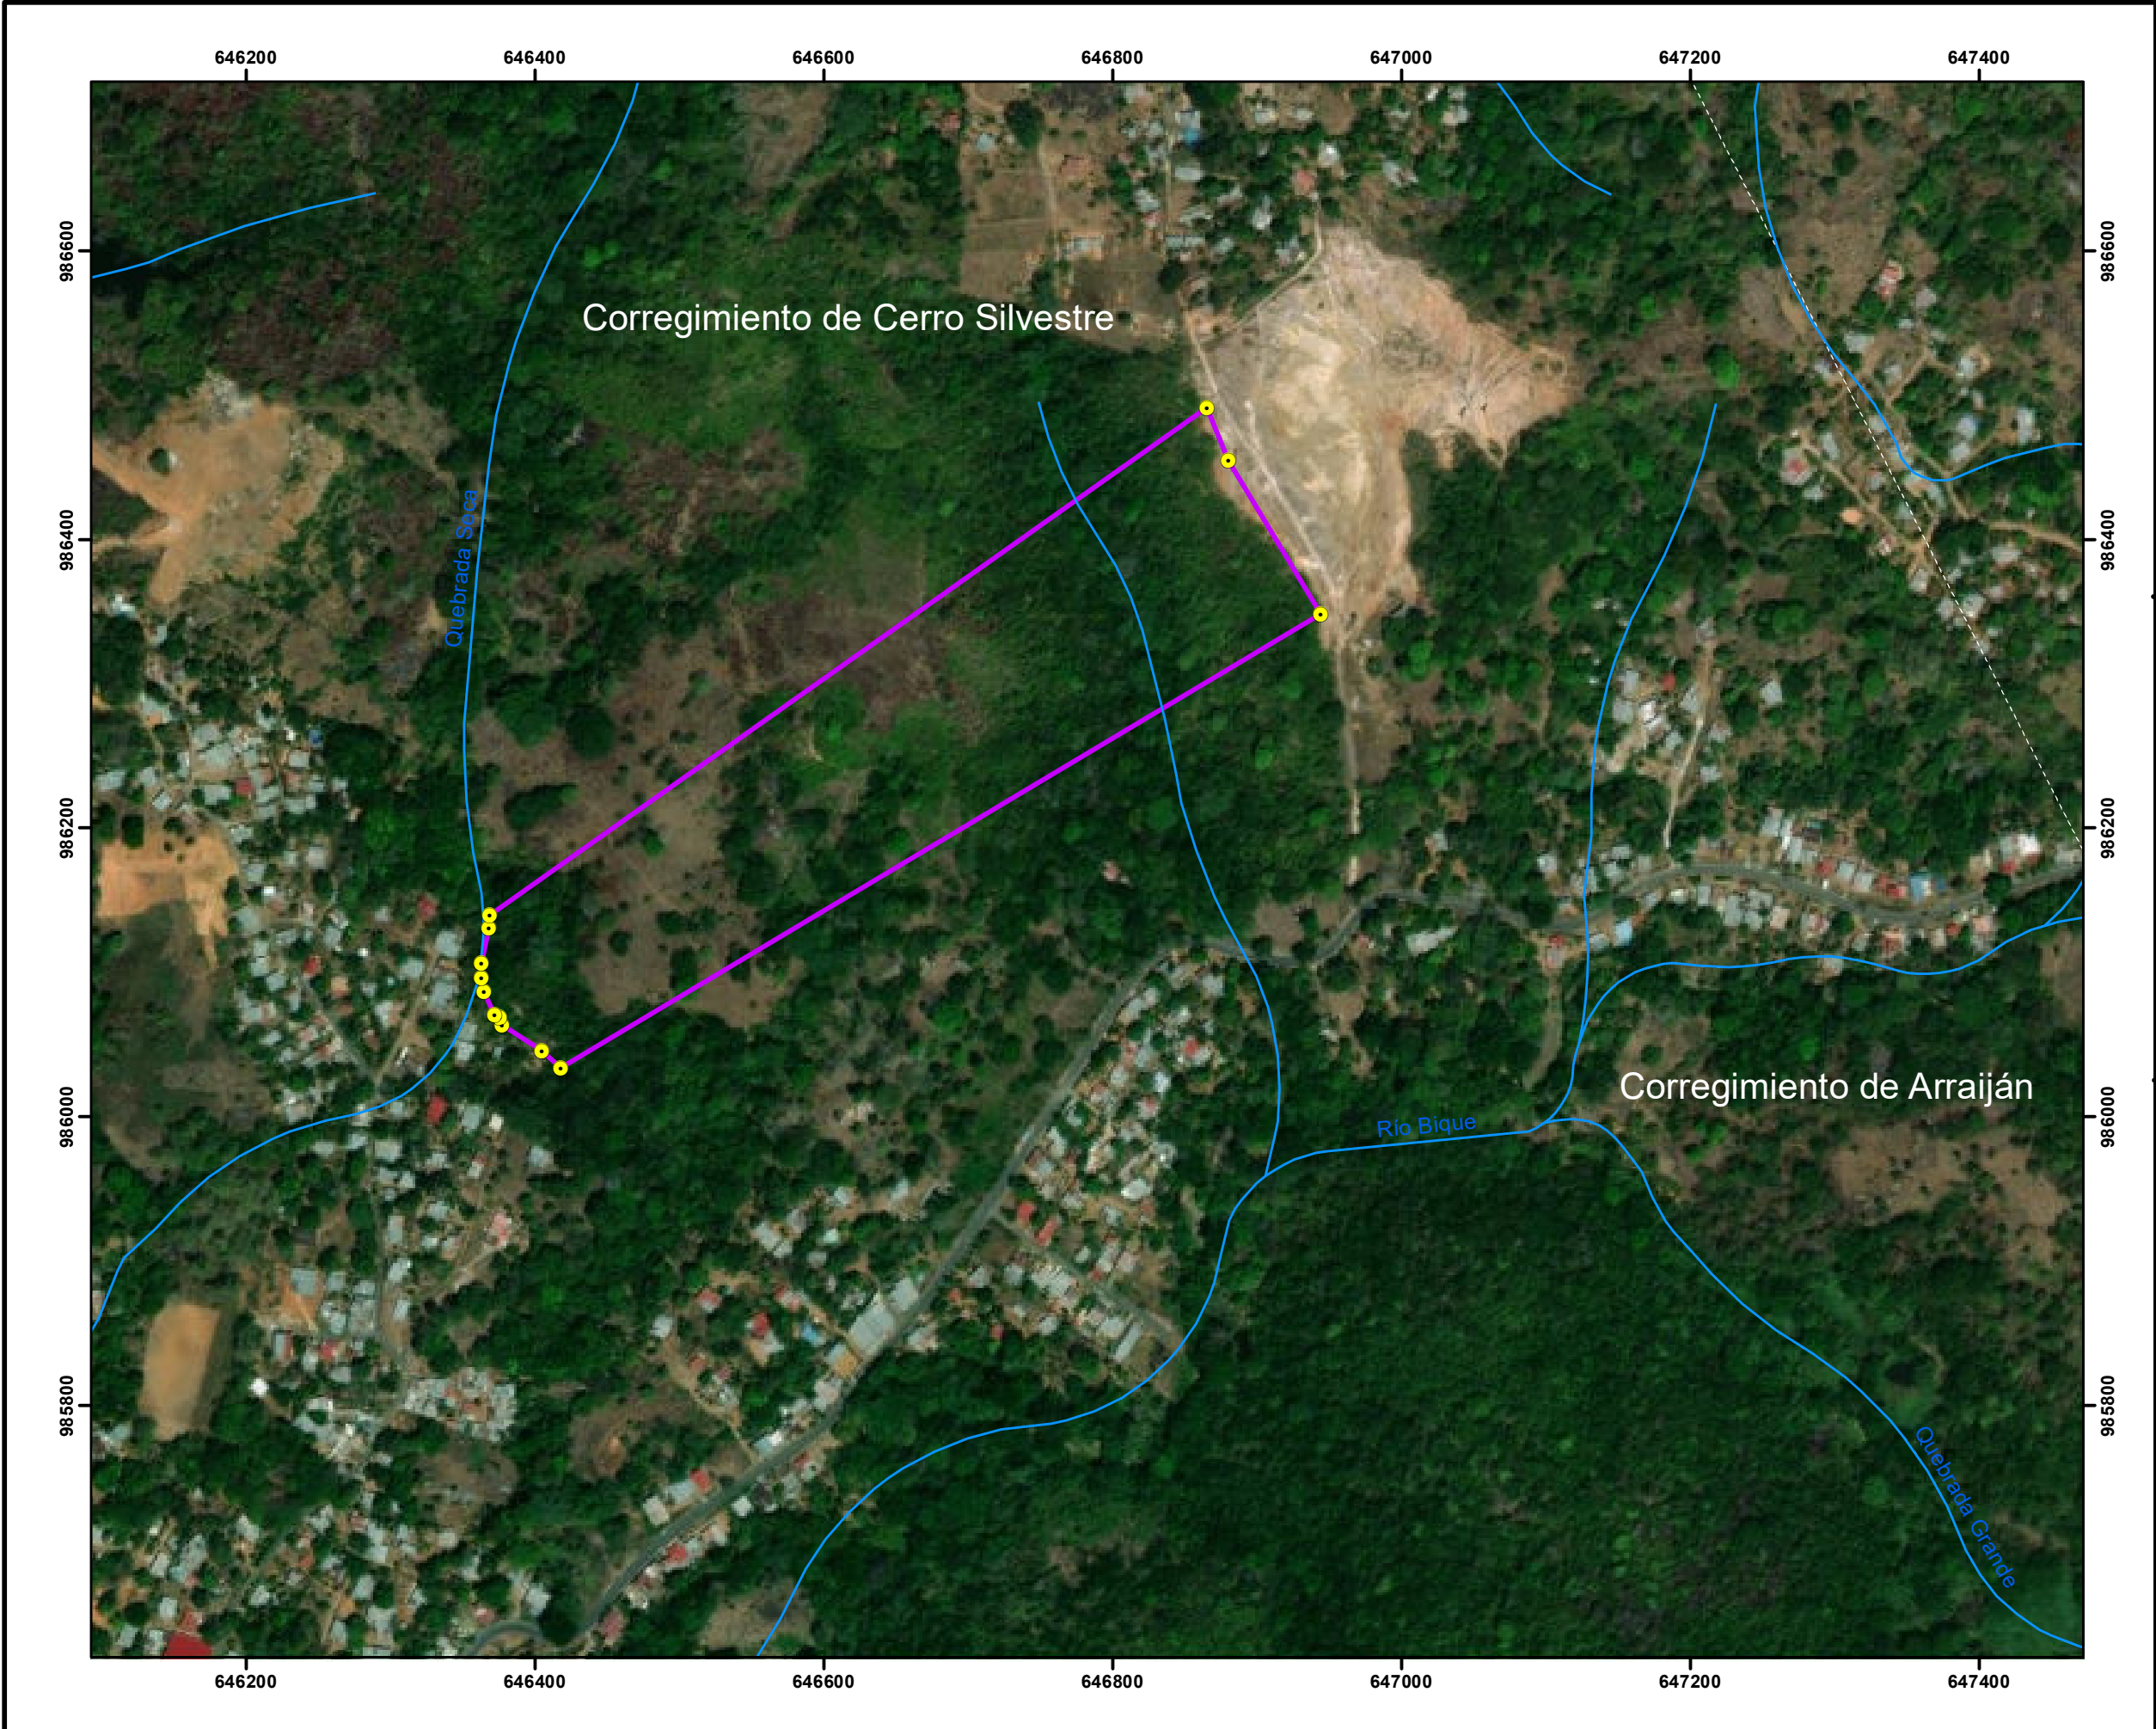 646200 646400 646600 646800 647000 647200 647400
986600 986600
Corregimiento de Cerro Silvestre
986400 986400
Quebrada Seca
986200 986200
986000 986000
Corregimiento de Arraiján
Río Bique
985800 985800
Quebrada Grande
646200 646400 646600 646800 647000 647200 647400